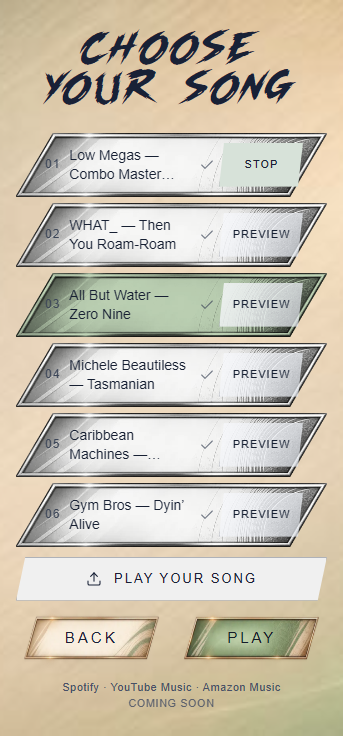 CHOOSE
YOUR SONG
01 Low Megas —
Combo Master…
STOP
02 WHAT_ — Then
You Roam-Roam
PREVIEW
03 All But Water —
Zero Nine
PREVIEW
04 Michele Beautiless
— Tasmanian
PREVIEW
05 Caribbean
Machines —…
PREVIEW
06 Gym Bros — Dyin’
Alive
PREVIEW
PLAY YOUR SONG
BACK
PLAY
Spotify · YouTube Music · Amazon Music
COMING SOON